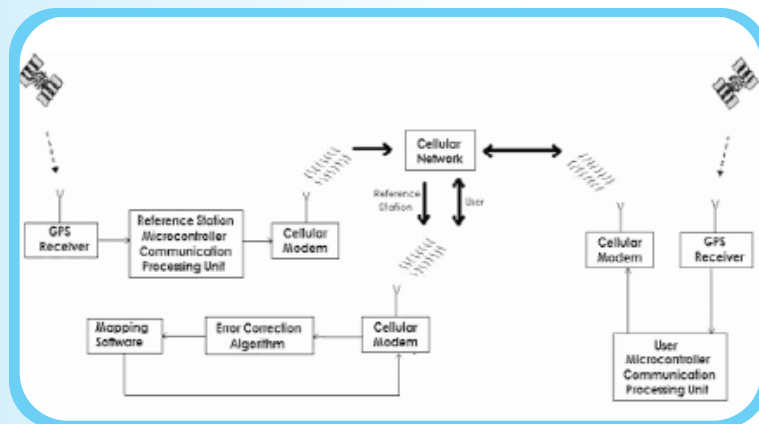 Cellular
Network
Reference
Station
User
GPS
Receiver
Reference Station
Microcontroller
Communication
Processing Unit
Cellular
Modem
Cellular
Modem
GPS
Receiver
Mapping
Software
Error Correction
Algorithm
Cellular
Modem
User
Microcontroller
Communication
Processing Unit